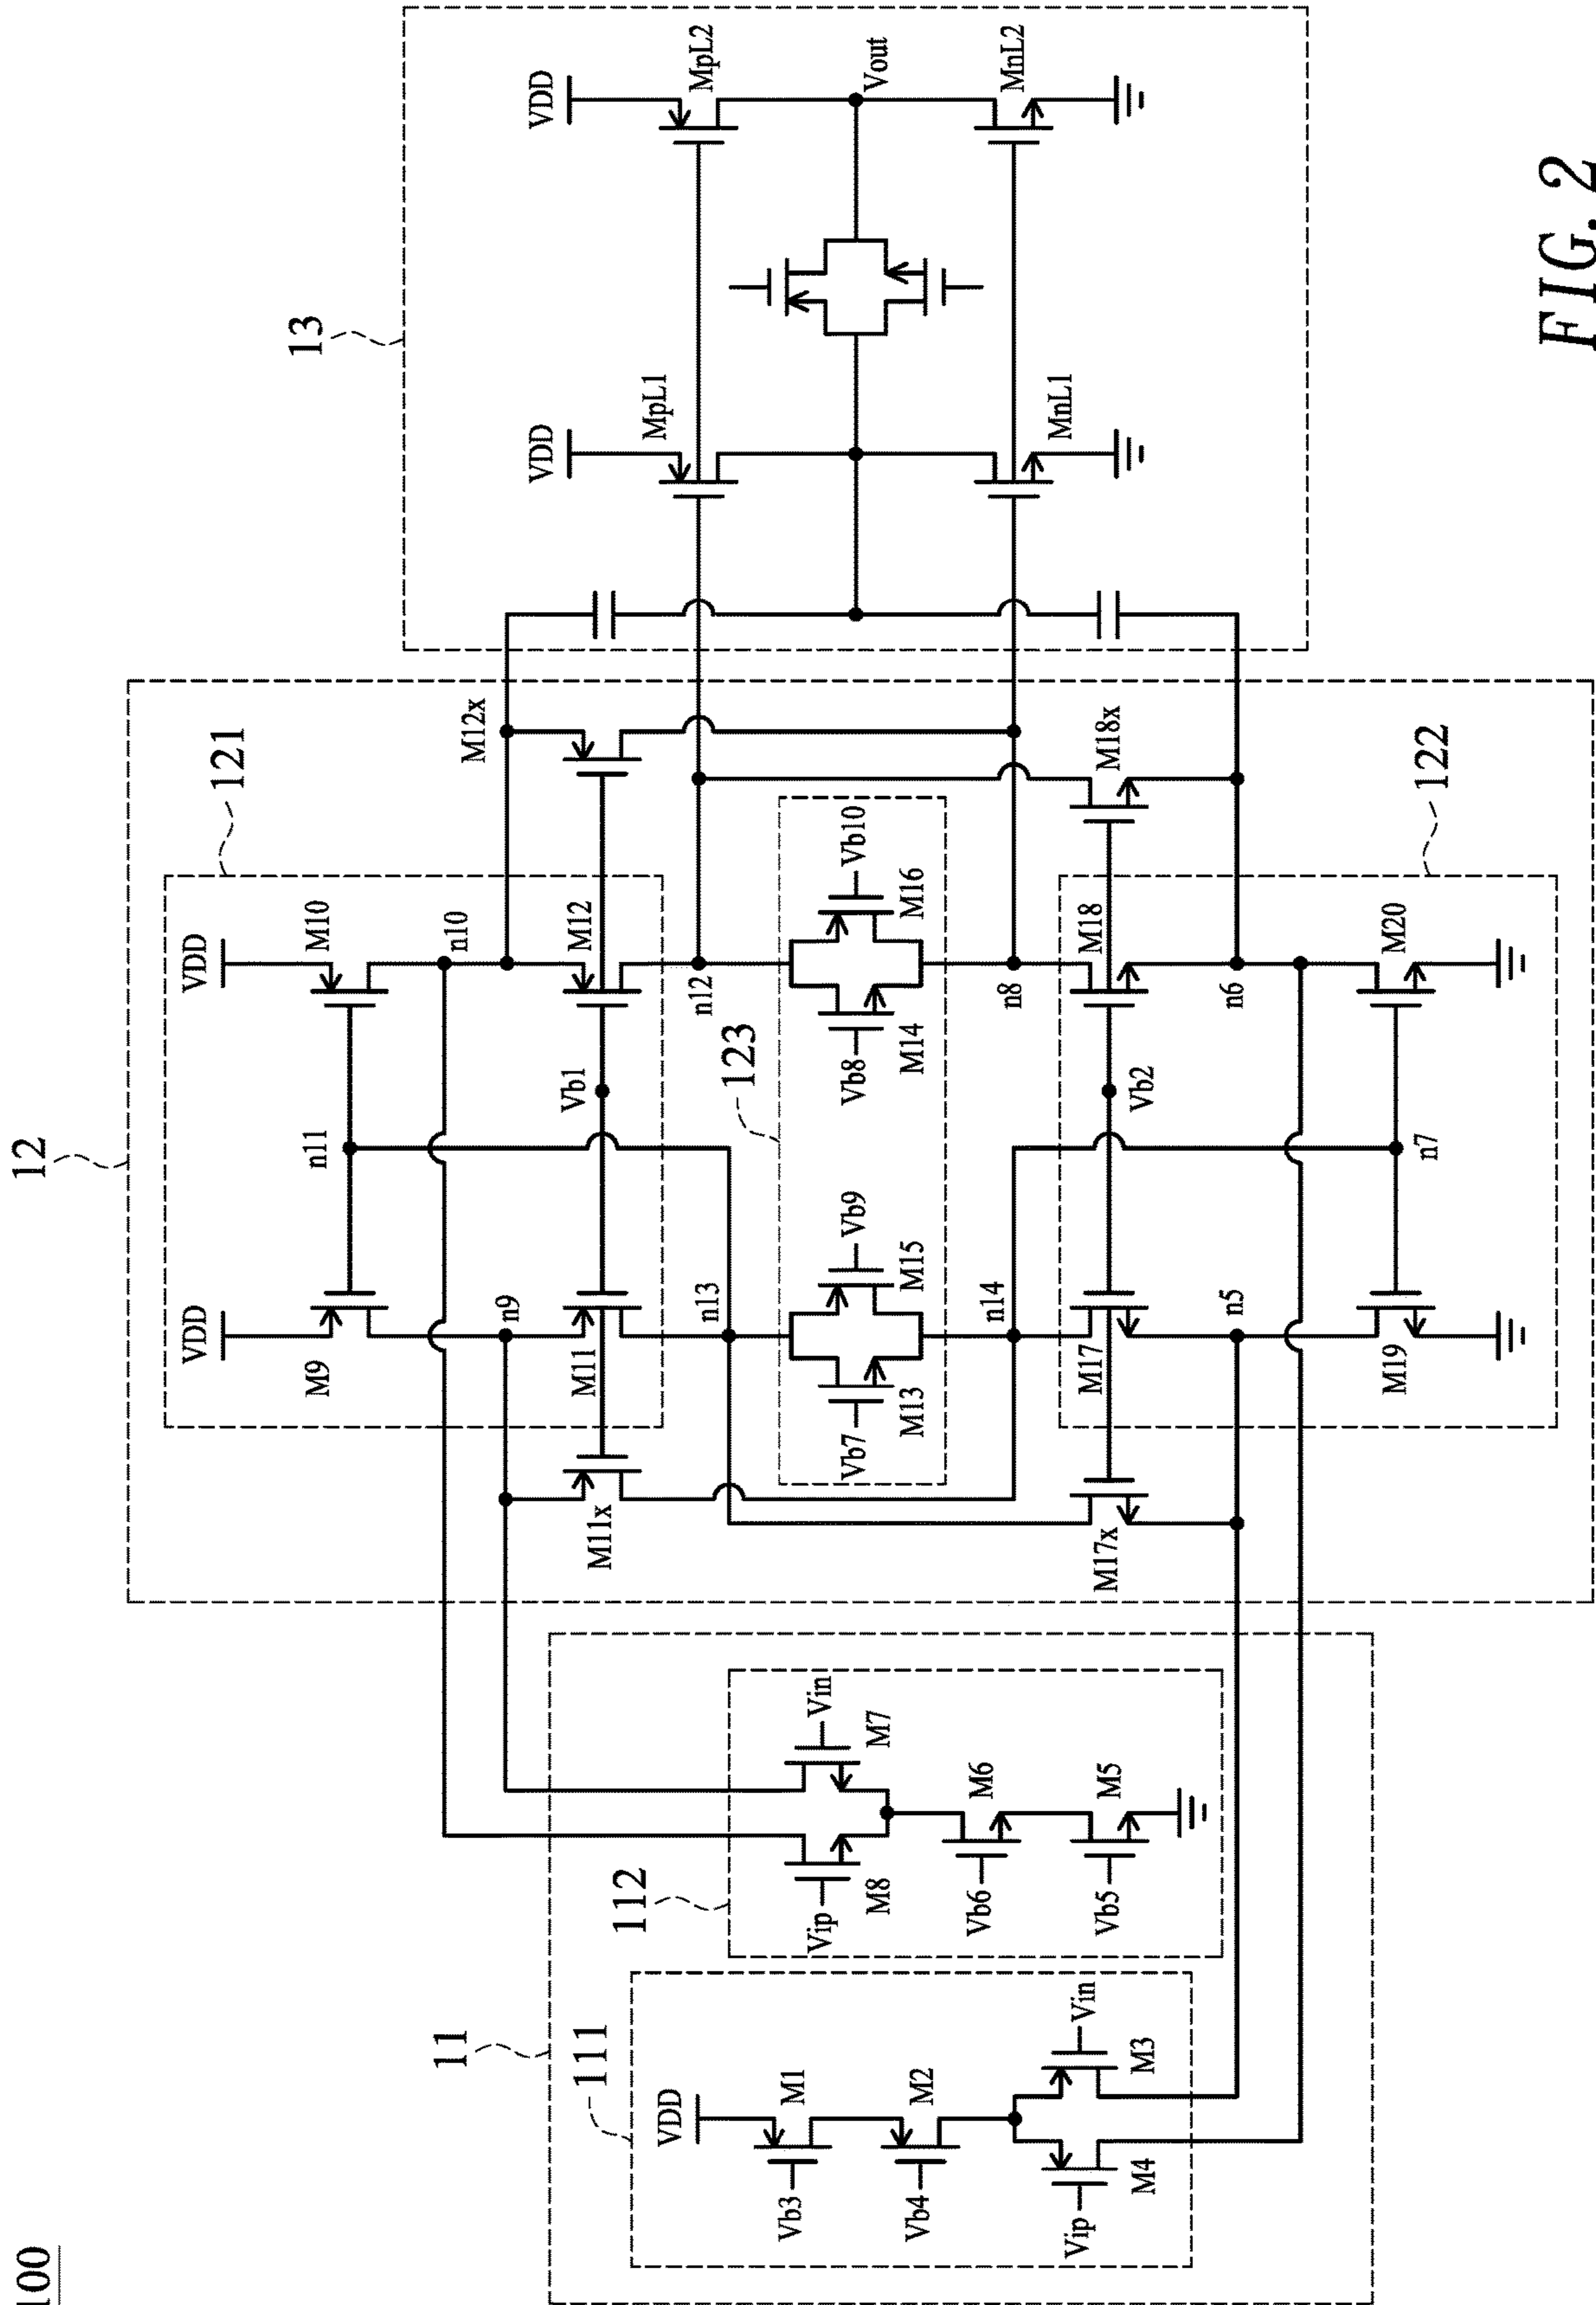 100
FIG. 2
11
111
VDD
Vb3
M1
Vb4
M2
Vip
M4
Vin
M3
112
Vip
M8
Vin
M7
Vb6
M6
Vb5
M5
12
121
VDD
VDD
M9
M10
n11
n9
n10
M11x
M11
Vb1
M12
M12x
n13
n12
123
Vb7
M13
Vb9
M15
Vb8
M14
Vb10
M16
n14
n8
M17x
M17
Vb2
M18
M18x
122
n5
n6
M19
n7
M20
13
VDD
VDD
MpL1
MpL2
Vout
MnL1
MnL2